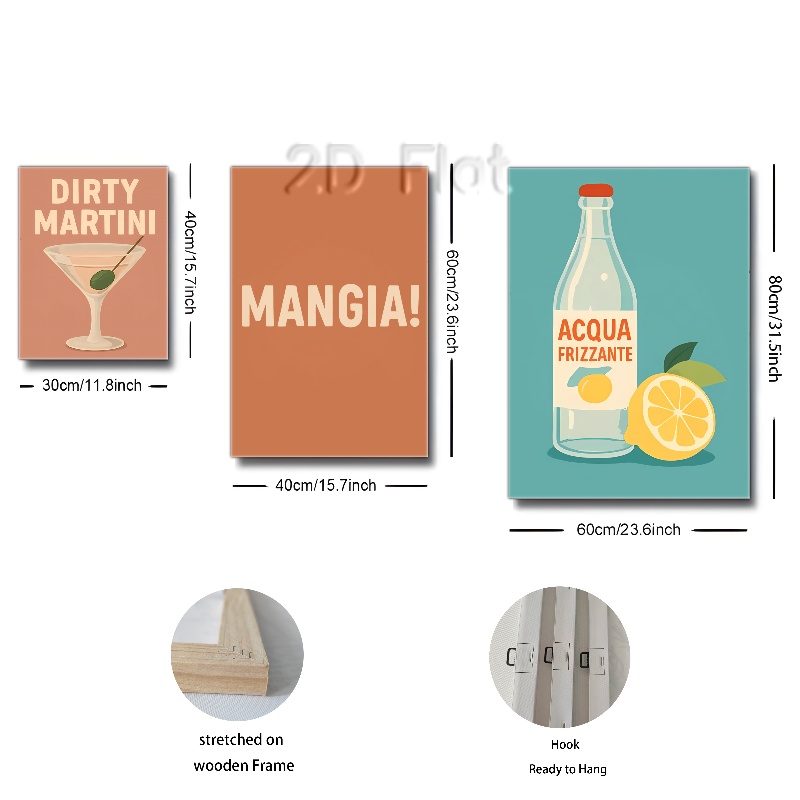 2D Flat
DIRTY
MARTINI
40cm/15.7inch
30cm/11.8inch
MANGIA!
60cm/23.6inch
40cm/15.7inch
ACQUA
FRIZZANTE
80cm/31.5inch
60cm/23.6inch
stretched on
wooden Frame
Hook
Ready to Hang